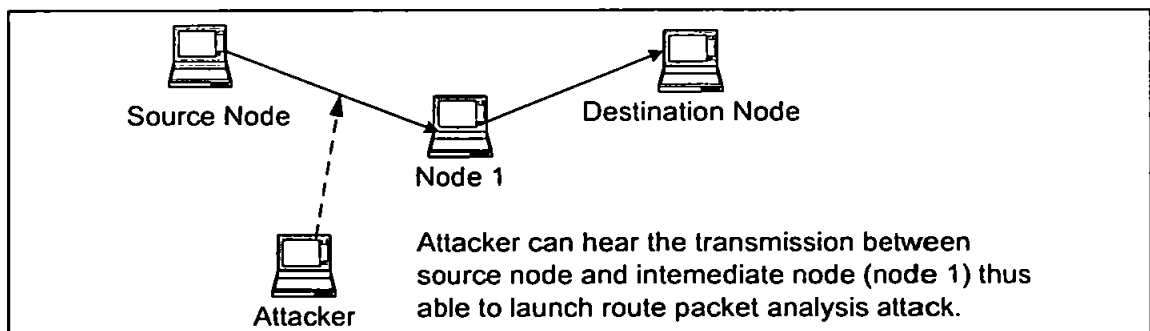 Source Node
Destination Node
Node 1
Attacker can hear the transmission between
source node and intemediate node (node 1) thus
able to launch route packet analysis attack.
Attacker